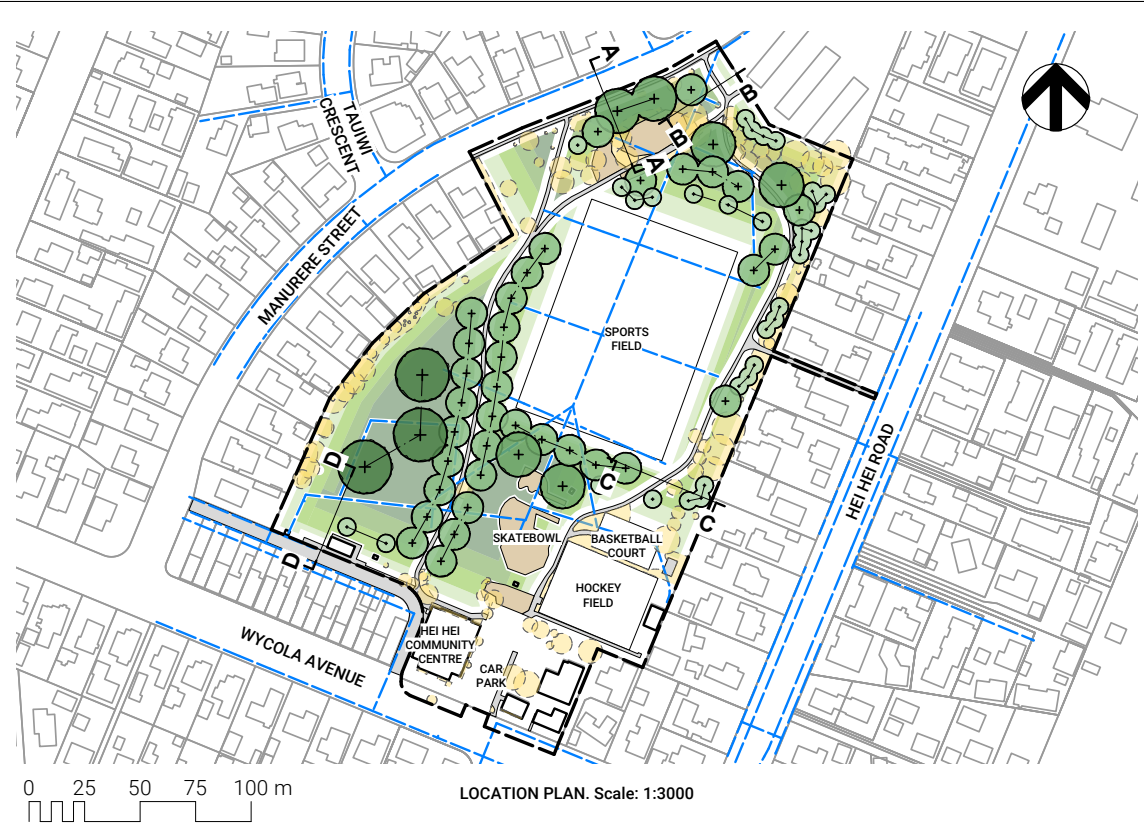 A
B
TAUIWI
CRESCENT
B
A
MANURERE STREET
SPORTS
FIELD
D
C
C
HEI HEI ROAD
SKATEBOWL
BASKETBALL
COURT
D
HOCKEY
FIELD
HEI HEI
COMMUNITY
CENTRE
WYCOLA AVENUE
CAR
PARK
0 25 50 75 100 m
LOCATION PLAN. Scale: 1:3000